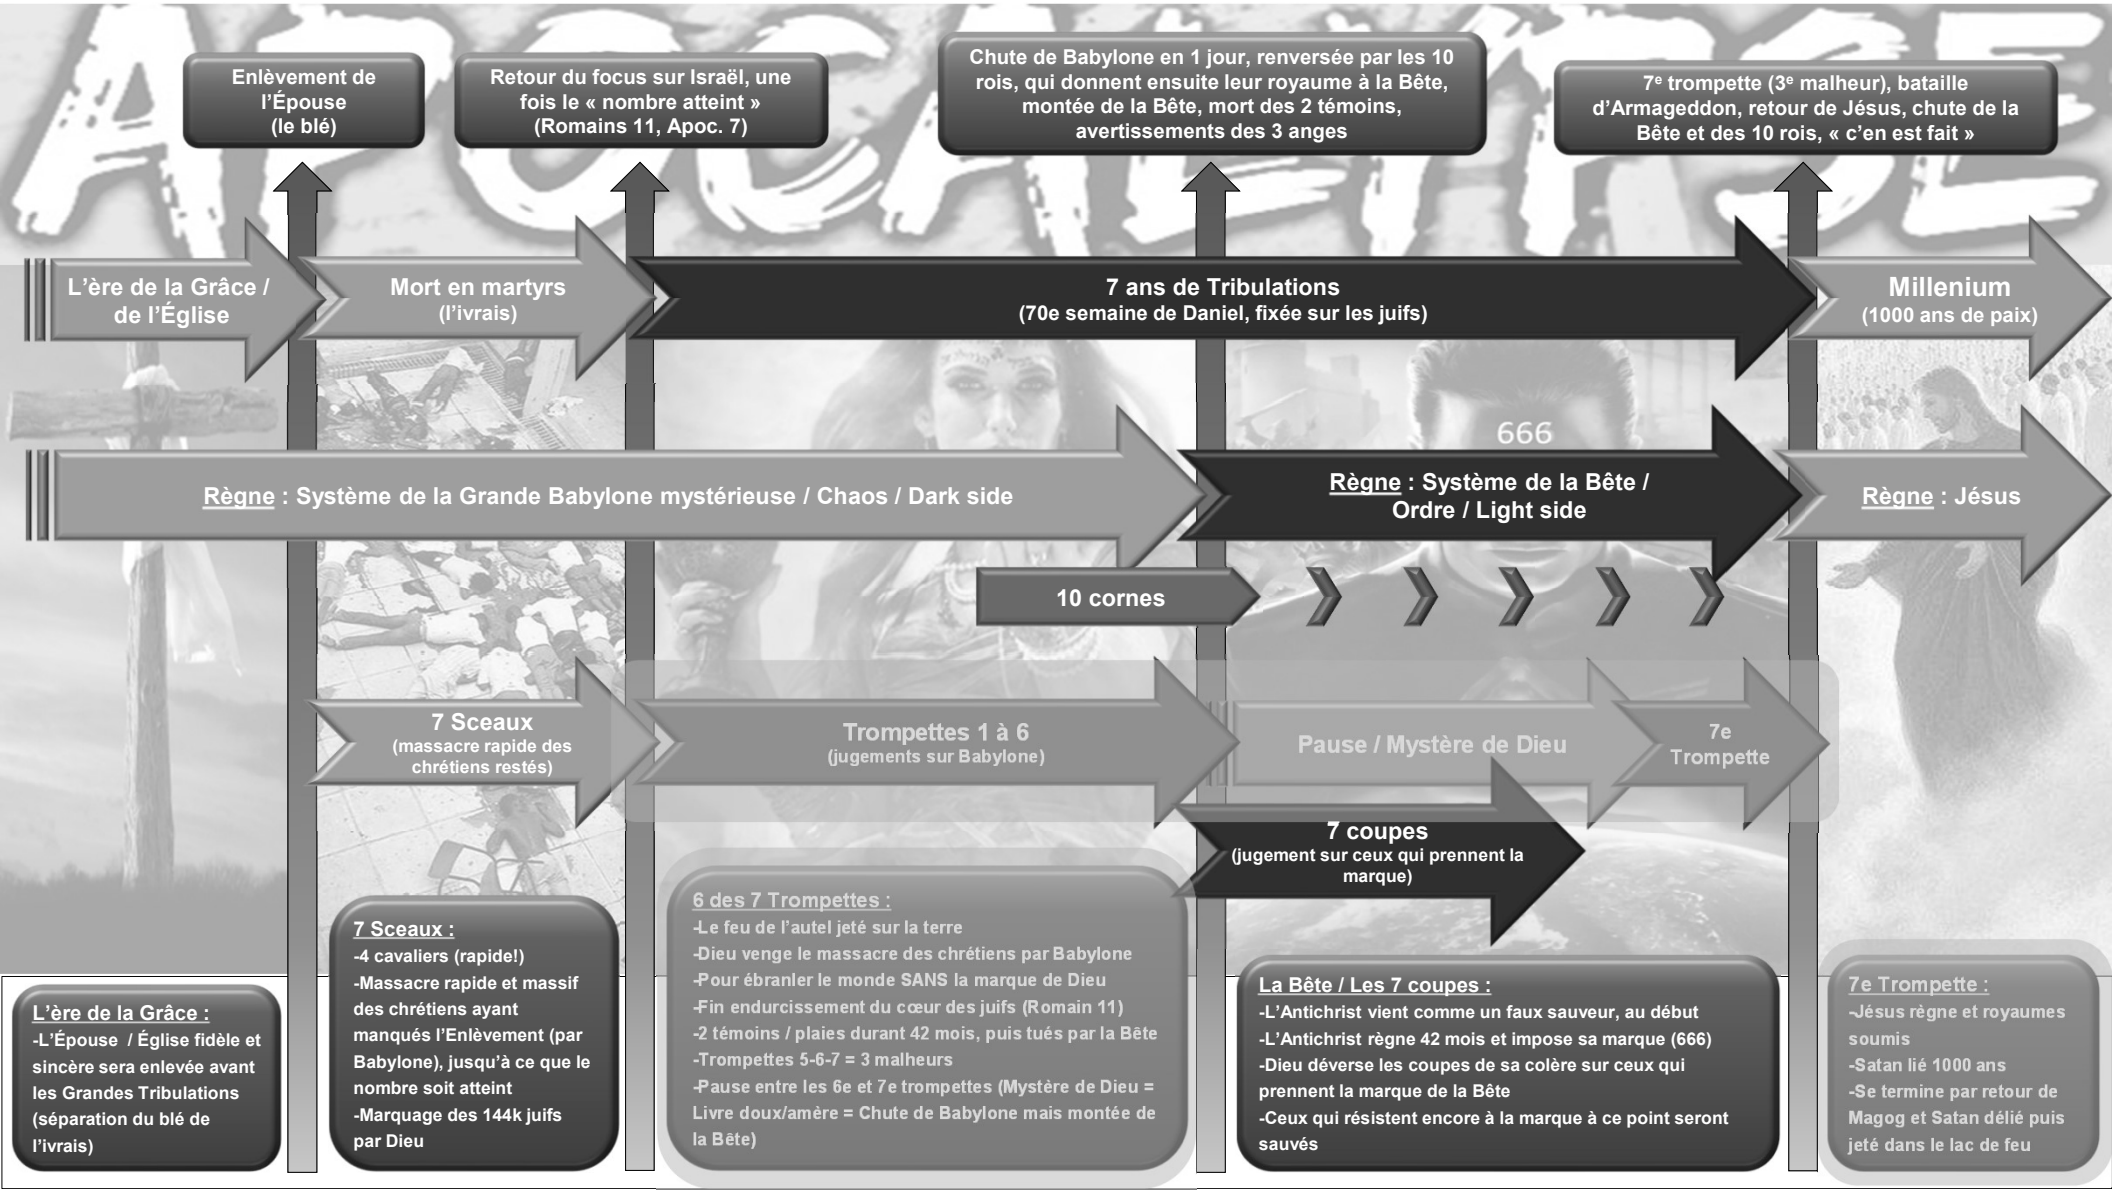 APOCALYPSE
Enlèvement de
l’Épouse
(le blé)
Retour du focus sur Israël, une
fois le « nombre atteint »
(Romains 11, Apoc. 7)
Chute de Babylone en 1 jour, renversée par les 10
rois, qui donnent ensuite leur royaume à la Bête,
montée de la Bête, mort des 2 témoins,
avertissements des 3 anges
7e trompette (3e malheur), bataille
d’Armageddon, retour de Jésus, chute de la
Bête et des 10 rois, « c’en est fait »
L’ère de la Grâce /
de l’Église
Mort en martyrs
(l’ivrais)
7 ans de Tribulations
(70e semaine de Daniel, fixée sur les juifs)
Millenium
(1000 ans de paix)
666
Règne : Système de la Grande Babylone mystérieuse / Chaos / Dark side
Règne : Système de la Bête /
Ordre / Light side
Règne : Jésus
10 cornes
7 Sceaux
(massacre rapide des
chrétiens restés)
Trompettes 1 à 6
(jugements sur Babylone)
Pause / Mystère de Dieu
7e
Trompette
7 coupes
(jugement sur ceux qui prennent la
marque)
L’ère de la Grâce :
-L’Épouse / Église fidèle et
sincère sera enlevée avant
les Grandes Tribulations
(séparation du blé de
l’ivrais)
7 Sceaux :
-4 cavaliers (rapide!)
-Massacre rapide et massif
des chrétiens ayant
manqués l’Enlèvement (par
Babylone), jusqu’à ce que le
nombre soit atteint
-Marquage des 144k juifs
par Dieu
6 des 7 Trompettes :
-Le feu de l’autel jeté sur la terre
-Dieu venge le massacre des chrétiens par Babylone
-Pour ébranler le monde SANS la marque de Dieu
-Fin endurcissement du cœur des juifs (Romain 11)
-2 témoins / plaies durant 42 mois, puis tués par la Bête
-Trompettes 5-6-7 = 3 malheurs
-Pause entre les 6e et 7e trompettes (Mystère de Dieu =
Livre doux/amère = Chute de Babylone mais montée de
la Bête)
La Bête / Les 7 coupes :
-L’Antichrist vient comme un faux sauveur, au début
-L’Antichrist règne 42 mois et impose sa marque (666)
-Dieu déverse les coupes de sa colère sur ceux qui
prennent la marque de la Bête
-Ceux qui résistent encore à la marque à ce point seront
sauvés
7e Trompette :
-Jésus règne et royaumes
soumis
-Satan lié 1000 ans
-Se termine par retour de
Magog et Satan délié puis
jeté dans le lac de feu